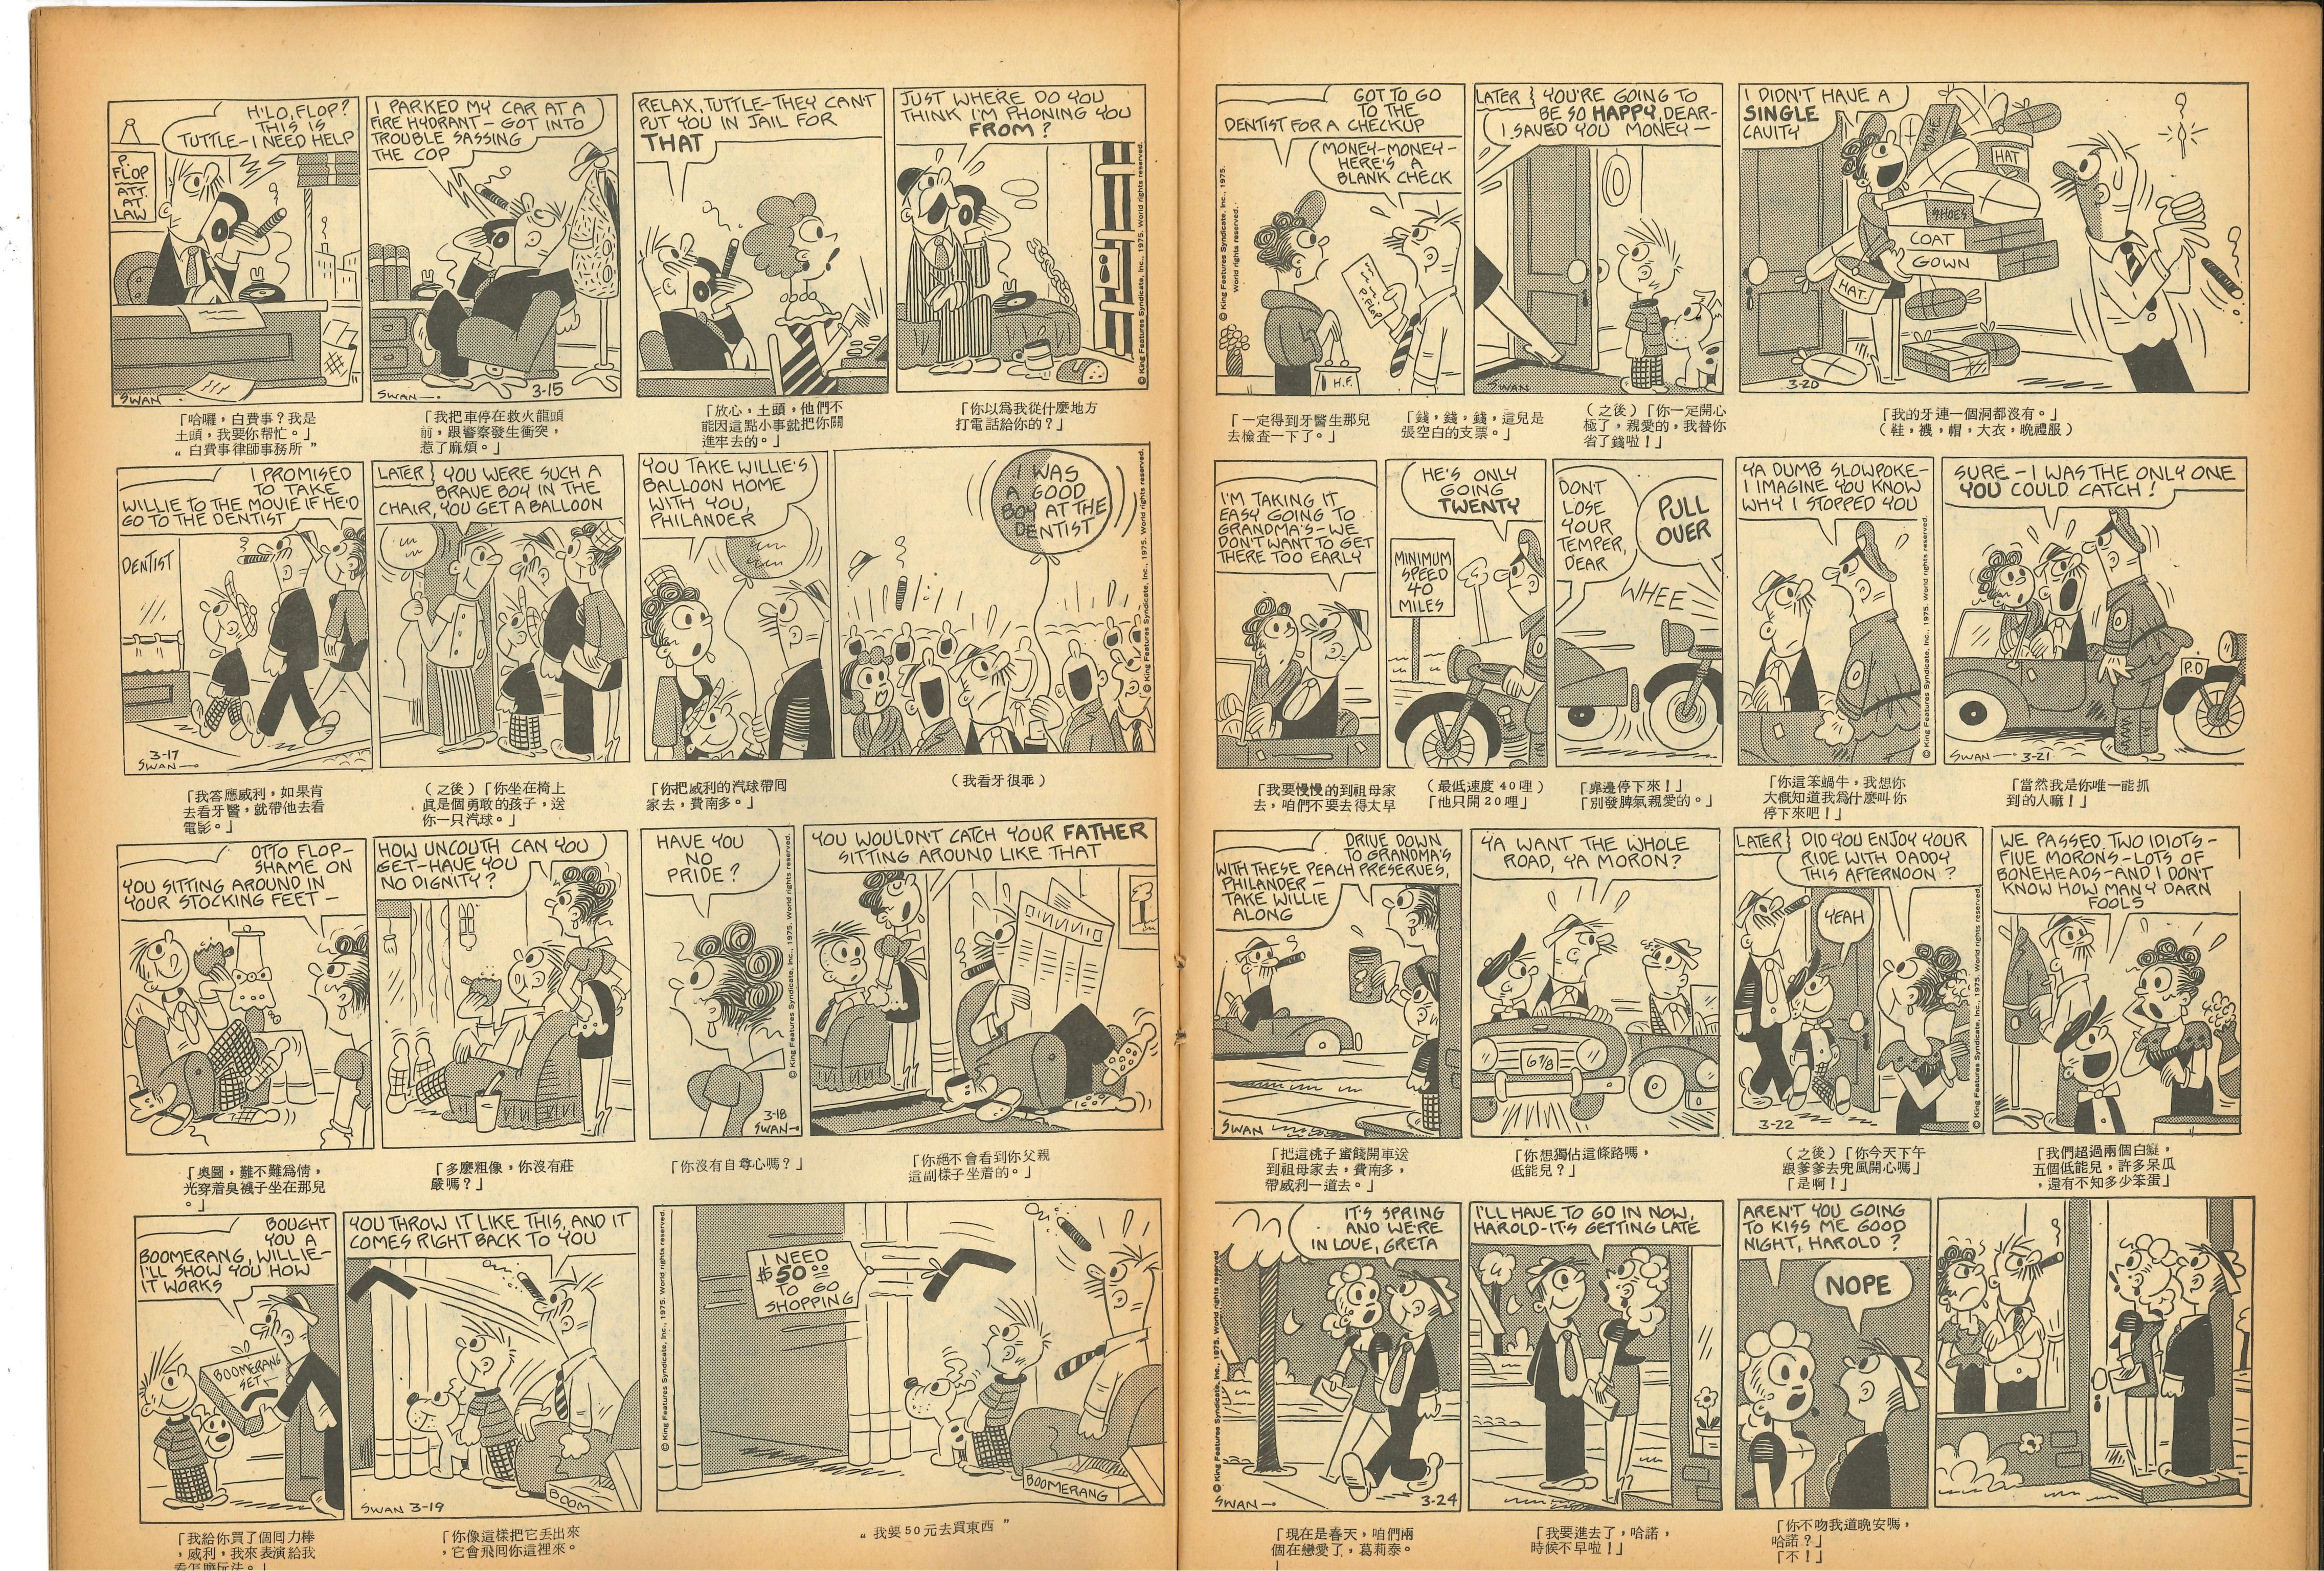 H'LO, FLOP?
THIS IS
TUTTLE-I NEED HELP
P.
FLOP
ATT.
AT.
LAW
SWAN
I PARKED MY CAR AT A
FIRE HYDRANT- GOT INTO
TROUBLE SASSING
THE COP
SWAN
3-15
RELAX, TUTTLE-THEY CAN'T
PUT YOU IN JAIL FOR
THAT
JUST WHERE DO YOU
THINK I'M PHONING YOU
FROM?
© King Features Syndicate, Inc., 1975. World rights reserved.
「哈囉，白費事？我是
土頭，我要你帮忙。」
“ 白費事律師事務所 ”
「我把車停在救火龍頭
前，跟警察發生衝突，
惹了麻煩。」
「放心，土頭，他們不
能因這點小事就把你關
進牢去的。」
「你以爲我從什麼地方
打電話給你的？」
I PROMISED
TO TAKE
WILLIE TO THE MOVIE IF HE'D
GO TO THE DENTIST
DENTIST
3-17
SWAN
LATER
YOU WERE SUCH A
BRAVE BOY IN THE
CHAIR, YOU GET A BALLOON
YOU TAKE WILLIE'S
BALLOON HOME
WITH YOU,
PHILANDER
I WAS
A GOOD
BOY AT THE
DENTIST
© King Features Syndicate, Inc., 1975. World rights reserved.
「我答應威利，如果肯
去看牙醫，就帶他去看
電影。」
（之後）「你坐在椅上
眞是個勇敢的孩子，送
你一只汽球。」
「你把威利的汽球帶囘
家去，費南多。」
（我看牙很乖）
OTTO FLOP-
SHAME ON
YOU SITTING AROUND IN
YOUR STOCKING FEET-
HOW UNCOUTH CAN YOU
GET-HAVE YOU
NO DIGNITY?
HAVE YOU
NO
PRIDE?
3-18
SWAN
© King Features Syndicate, Inc., 1975. World rights reserved.
YOU WOULDN'T CATCH YOUR FATHER
SITTING AROUND LIKE THAT
「奥圖，難不難爲情，
光穿着臭襪子坐在那兒
。」
「多麽粗像，你沒有莊
嚴嗎？」
「你沒有自尊心嗎？」
「你絕不會看到你父親
這副樣子坐着的。」
BOUGHT
YOU A
BOOMERANG, WILLIE-
I'LL SHOW YOU HOW
IT WORKS
BOOMERANG
SET
YOU THROW IT LIKE THIS, AND IT
COMES RIGHT BACK TO YOU
BOOM
SWAN 3-19
© King Features Syndicate, Inc., 1975. World rights reserved.
I NEED
$50.00
TO GO
SHOPPING
BOOMERANG
「我給你買了個囘力棒
，威利，我來表演給我
看怎麽玩法。」
「你像這樣把它丢出來
，它會飛囘你這裡來。
“ 我要50元去買東西 ”
GOT TO GO
TO THE
DENTIST FOR A CHECKUP
MONEY-MONEY-
HERE'S A
BLANK CHECK
P. FLOP
H.F.
© King Features Syndicate, Inc., 1975.
World rights reserved.
LATER
YOU'RE GOING TO
BE SO HAPPY, DEAR-
I SAVED YOU MONEY-
SWAN
I DIDN'T HAVE A
SINGLE
CAVITY
HOSE
HAT
SHOES
COAT
GOWN
HAT
3-20
「一定得到牙醫生那兒
去檢査一下了。」
「錢，錢，錢，這兒是
張空白的支票。」
（之後）「你一定開心
極了，親愛的，我替你
省了錢啦！」
「我的牙連一個洞都沒有。」
（鞋，襪，帽，大衣，晚禮服）
I'M TAKING IT
EASY GOING TO
GRANDMA'S-WE
DON'T WANT TO GET
THERE TOO EARLY
HE'S ONLY
GOING
TWENTY
MINIMUM
SPEED
40
MILES
DON'T
LOSE
YOUR
TEMPER,
DEAR
PULL
OVER
WHEE
YA DUMB SLOWPOKE-
I IMAGINE YOU KNOW
WHY I STOPPED YOU
© King Features Syndicate, Inc., 1975. World rights reserved.
SURE-I WAS THE ONLY ONE
YOU COULD CATCH!
P.D
SWAN
3-21
「我要慢慢的到祖母家
去，咱們不要去得太早
（最低速度40哩）
「他只開20哩」
「靠邊停下來！」
「別發脾氣親愛的。」
「你這笨蝸牛，我想你
大槪知道我爲什麽叫你
停下來吧！」
「當然我是你唯一能抓
到的人嘛！」
DRIVE DOWN
TO GRANDMA'S
WITH THESE PEACH PRESERVES,
PHILANDER-
TAKE WILLIE
ALONG
SWAN
YA WANT THE WHOLE
ROAD, YA MORON?
67/8
LATER
DID YOU ENJOY YOUR
RIDE WITH DADDY
THIS AFTERNOON?
YEAH
3-22
© King Features Syndicate, Inc., 1975. World rights reserved.
WE PASSED TWO IDIOTS-
FIVE MORONS-LOTS OF
BONEHEADS-AND I DON'T
KNOW HOW MANY DARN
FOOLS
「把這桃子蜜餞開車送
到祖母家去，費南多，
帶威利一道去。」
「你想獨佔這條路嗎，
低能兒？」
（之後）「你今天下午
跟爹爹去兜風開心嗎」
「是啊！」
「我們超過兩個白癡，
五個低能兒，許多呆瓜
，還有不知多少笨蛋」
IT'S SPRING
AND WE'RE
IN LOVE, GRETA
© King Features Syndicate, Inc., 1975. World rights reserved
SWAN
3-24
I'LL HAVE TO GO IN NOW,
HAROLD-IT'S GETTING LATE
AREN'T YOU GOING
TO KISS ME GOOD
NIGHT, HAROLD?
NOPE
「現在是春天，咱們兩
個在戀愛了，葛莉泰。
」
「我要進去了，哈諾，
時候不早啦！」
「你不吻我道晚安嗎，
哈諾？」
「不！」